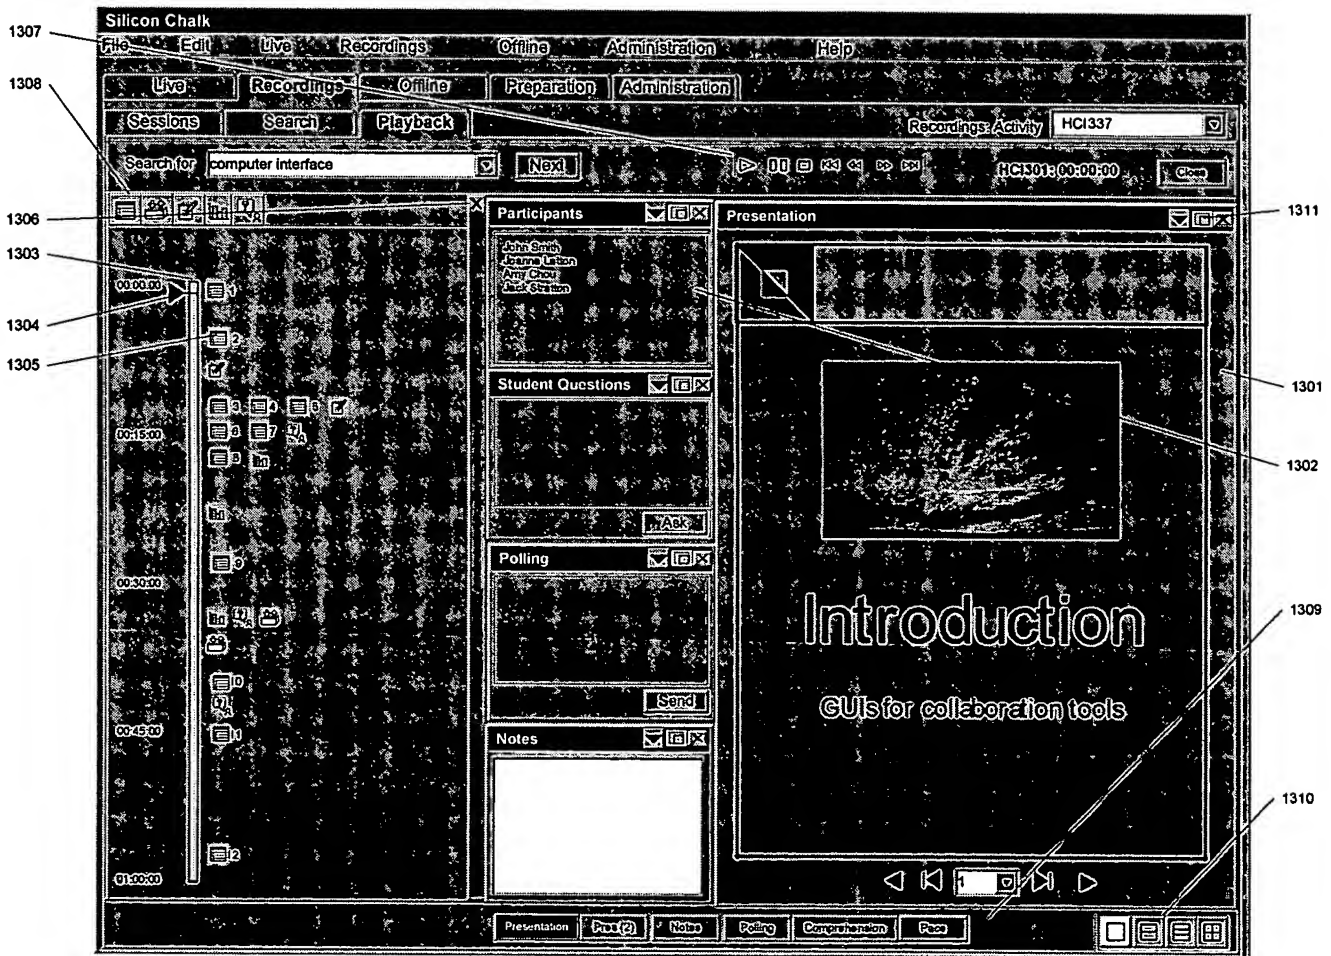 Silicon Chalk
File Edit Live Recordings Offline Administration Help
Live Recordings Offline Preparation Administration
Sessions Search Playback
Recordings: Activity HCI337
Search for computer interface Next
HCI301: 00:00:00 Close
Participants
John Smith
Joanne Letson
Amy Chou
Jack Stratton
Student Questions
Ask
Polling
Send
Notes
Presentation
Introduction
GUIs for collaboration tools
1
00:00:00
1
2
3 4 5
00:15:00
6 7
8
9
00:30:00
10
00:45:00
11
12
01:00:00
Presentation Pres (2) Notes Polling Comprehension Pace
1307
1308
1306
1303
1304
1305
1311
1301
1302
1309
1310